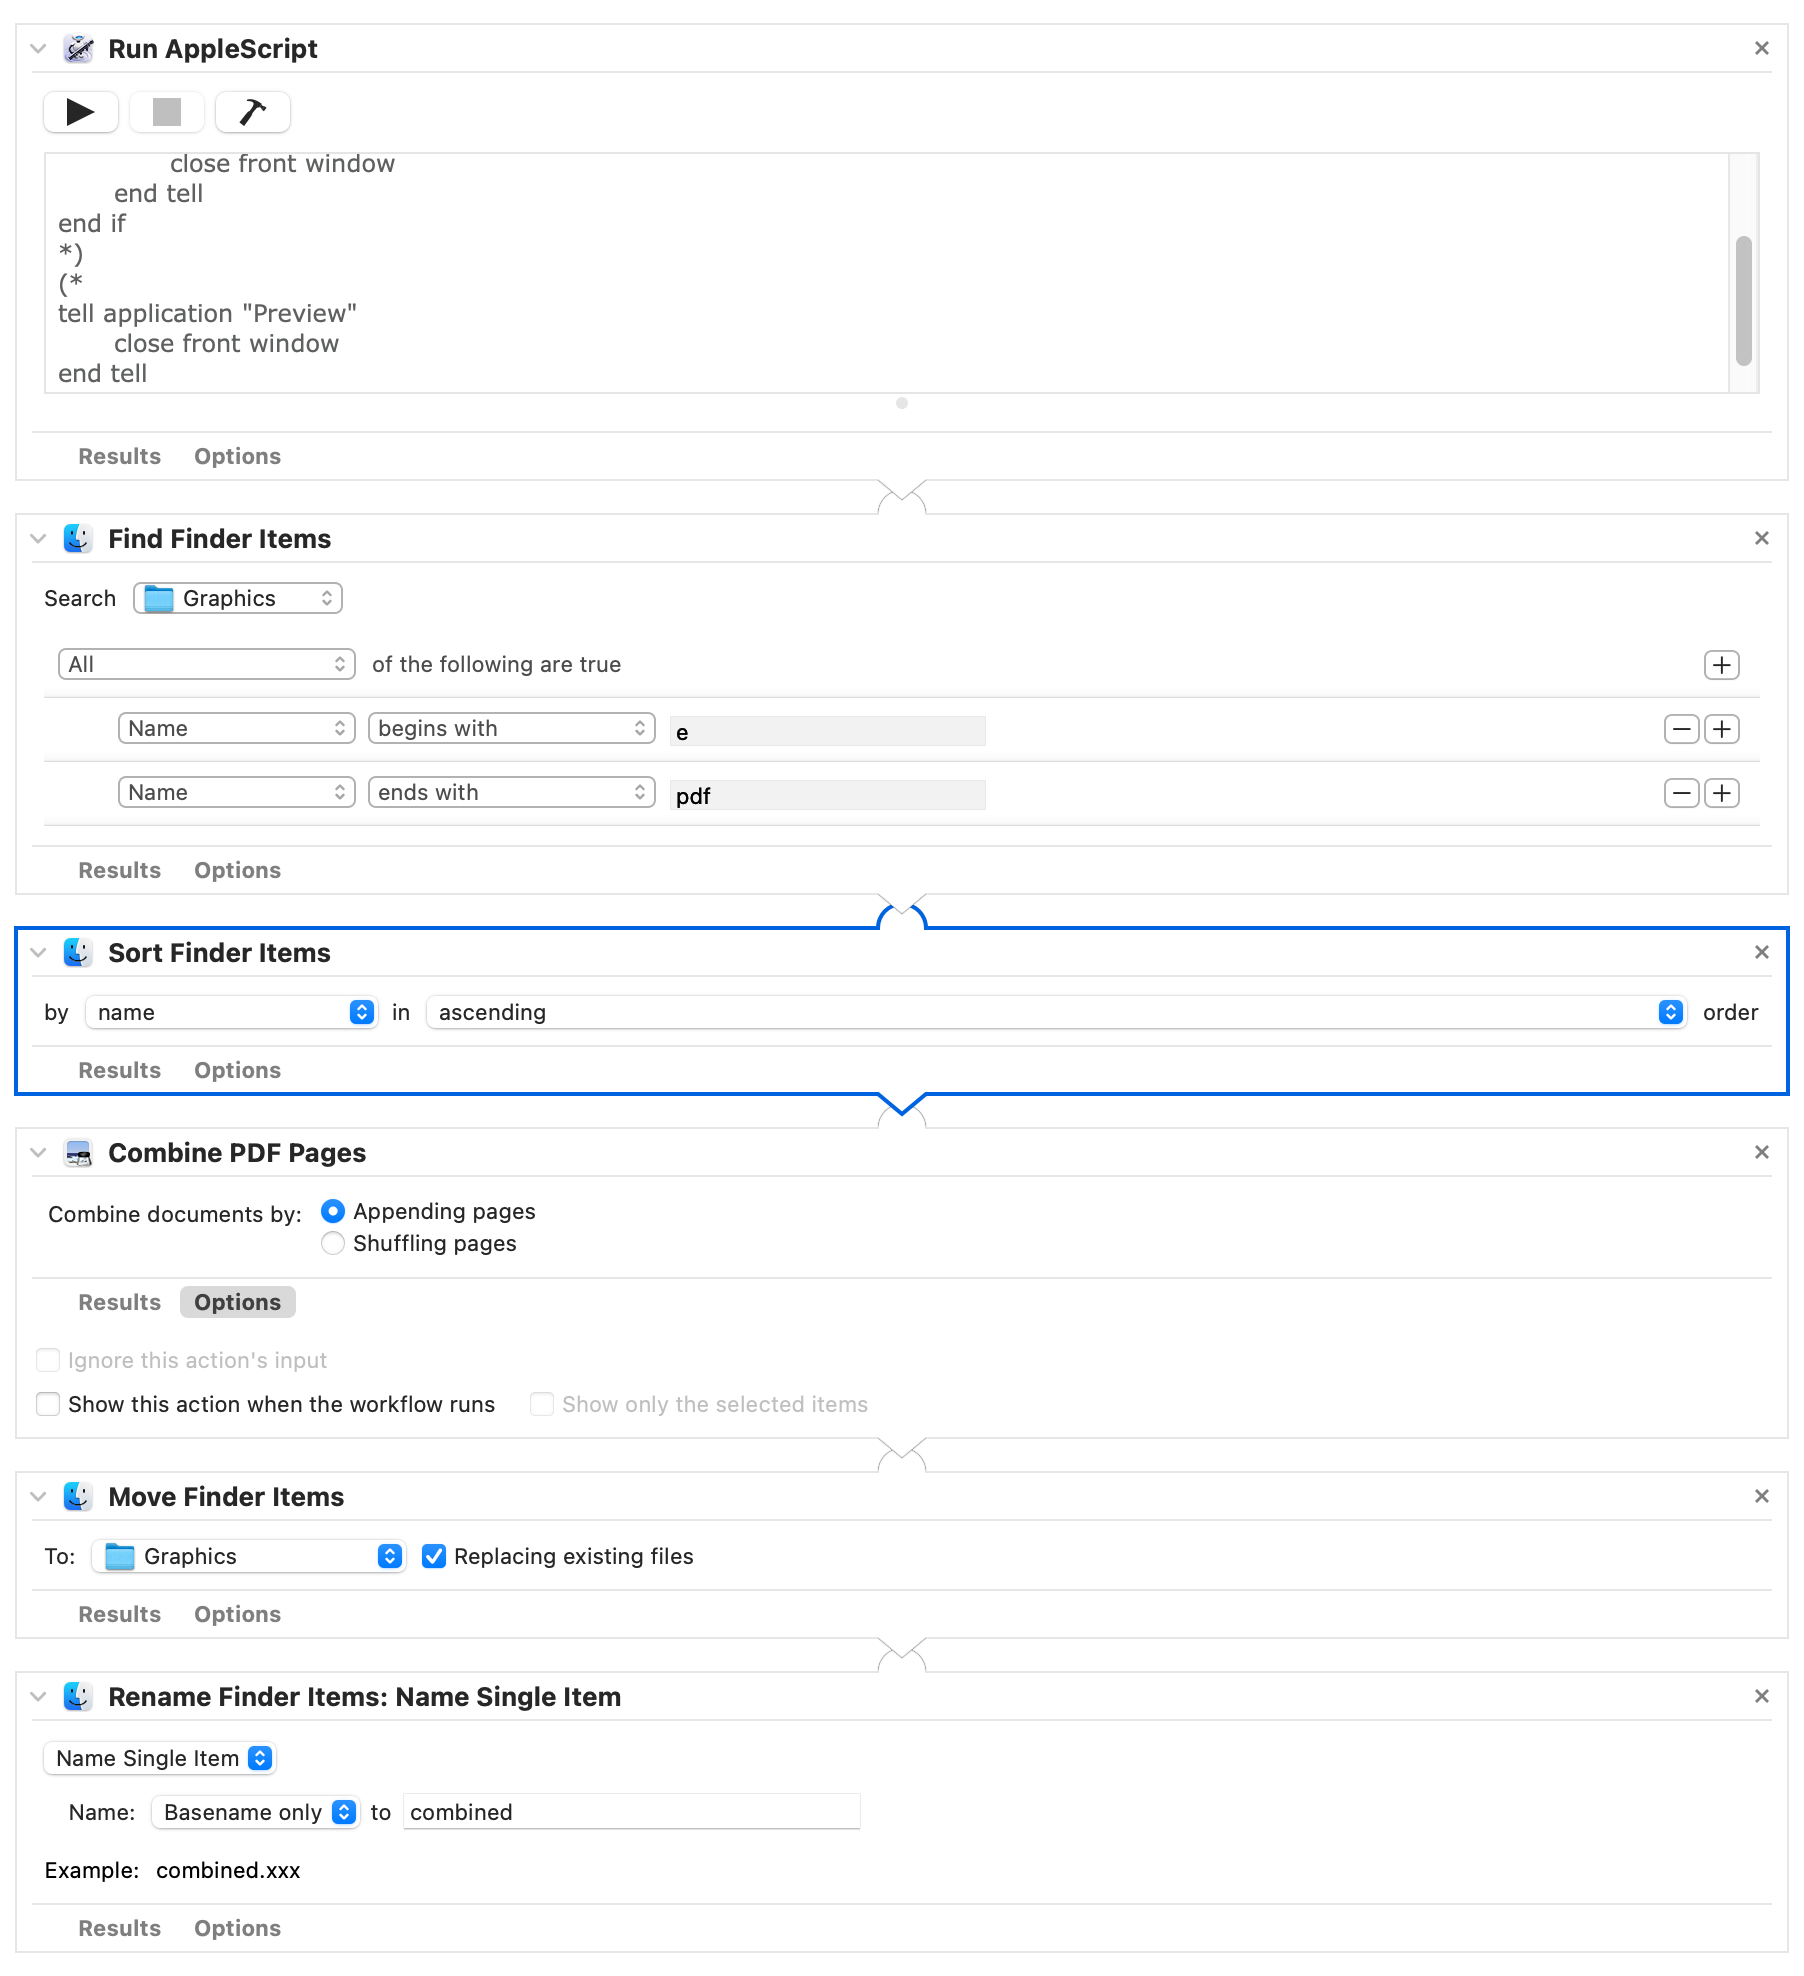 Run AppleScript
close front window
end tell
end if
*)
(*
tell application "Preview"
close front window
end tell
Results Options
Find Finder Items
Search Graphics
All of the following are true
Name begins with e
Name ends with pdf
Results Options
Sort Finder Items
by name in ascending order
Results Options
Combine PDF Pages
Combine documents by: Appending pages
Shuffling pages
Results Options
Ignore this action's input
Show this action when the workflow runs Show only the selected items
Move Finder Items
To: Graphics Replacing existing files
Results Options
Rename Finder Items: Name Single Item
Name Single Item
Name: Basename only to combined
Example: combined.xxx
Results Options